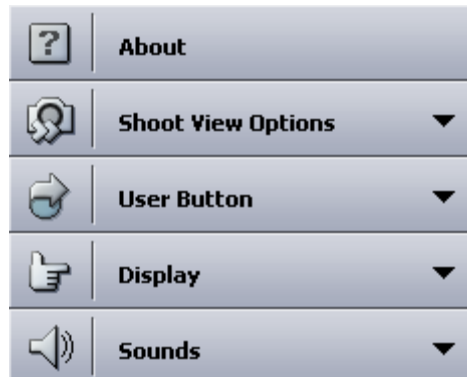 ?
About
Shoot View Options
User Button
Display
Sounds